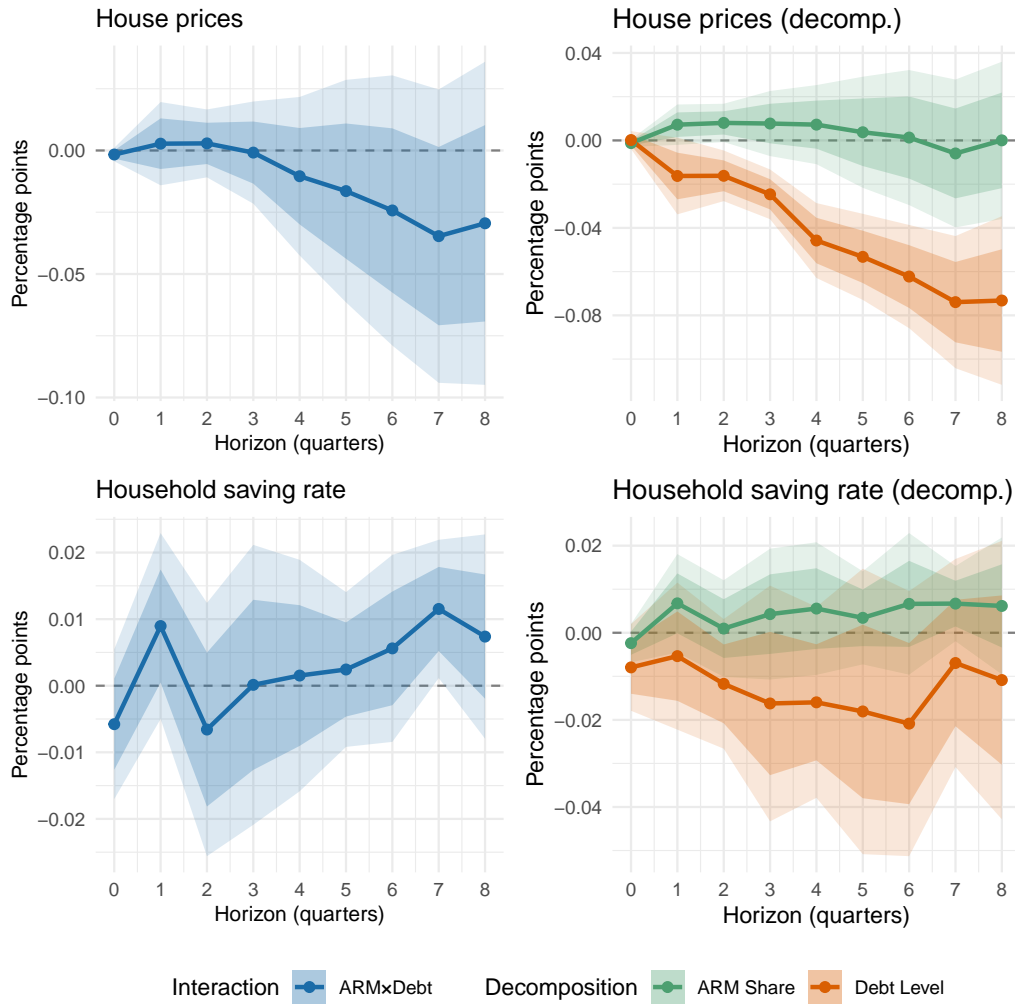 House prices
0.00
−0.05
−0.10
Percentage points
0 1 2 3 4 5 6 7 8
Horizon (quarters)
House prices (decomp.)
0.04
0.00
−0.04
−0.08
Percentage points
0 1 2 3 4 5 6 7 8
Horizon (quarters)
Household saving rate
0.02
0.01
0.00
−0.01
−0.02
Percentage points
0 1 2 3 4 5 6 7 8
Horizon (quarters)
Household saving rate (decomp.)
0.02
0.00
−0.02
−0.04
Percentage points
0 1 2 3 4 5 6 7 8
Horizon (quarters)
Interaction ARM×Debt Decomposition ARM Share Debt Level